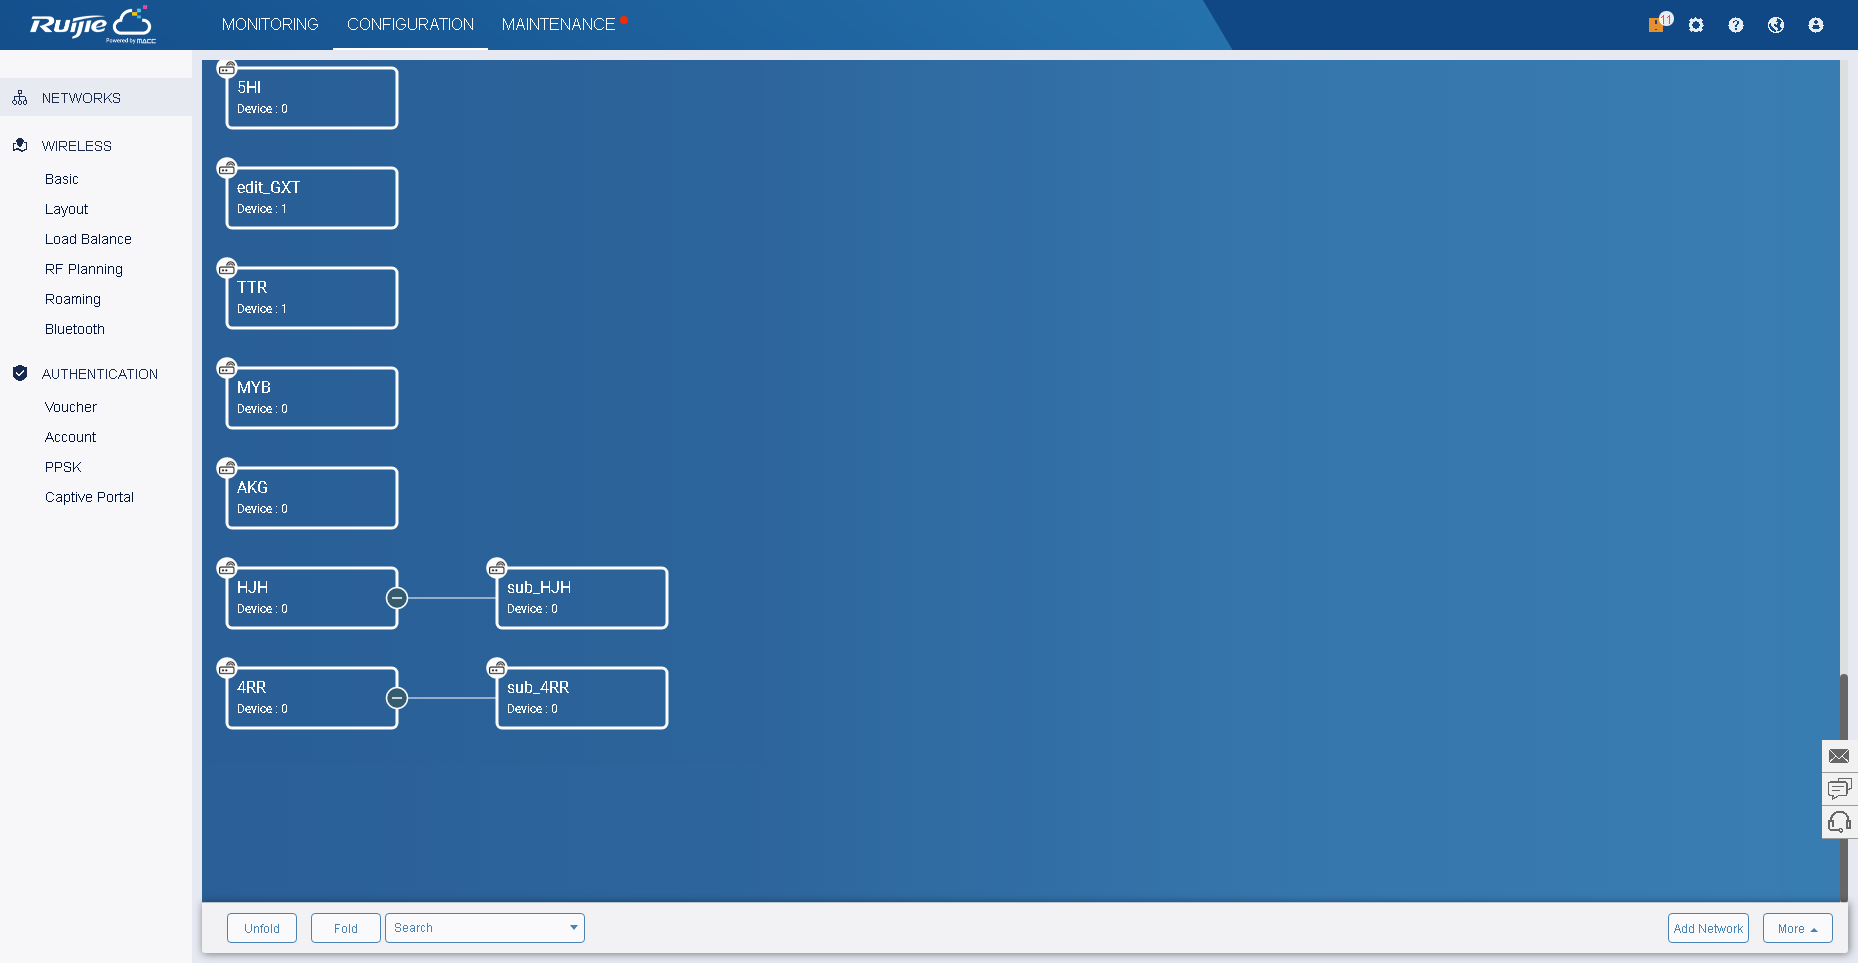 Ruijie
Powered by MACC
MONITORING
CONFIGURATION
MAINTENANCE
11
NETWORKS
WIRELESS
Basic
Layout
Load Balance
RF Planning
Roaming
Bluetooth
AUTHENTICATION
Voucher
Account
PPSK
Captive Portal
5HI
Device : 0
edit_GXT
Device : 1
TTR
Device : 1
MYB
Device : 0
AKG
Device : 0
HJH
Device : 0
sub_HJH
Device : 0
4RR
Device : 0
sub_4RR
Device : 0
Unfold
Fold
Search
Add Network
More